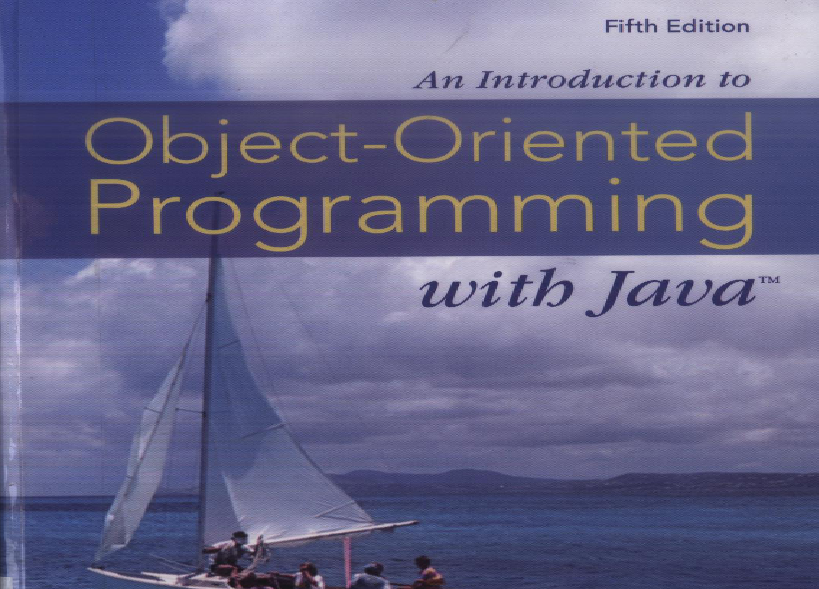 Fifth Edition
An Introduction to
Object-Oriented
Programming
with Java™